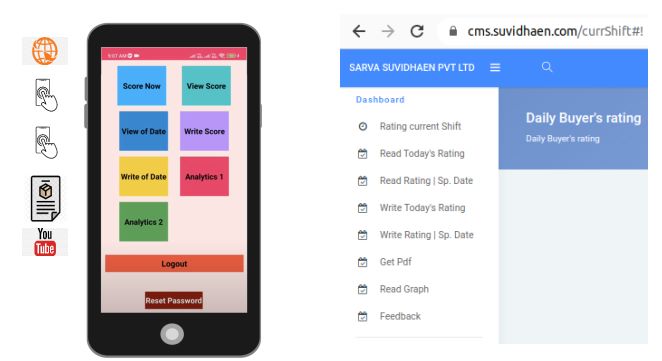 You
Tube
9:07 AM
Score Now
View Score
View of Date
Write Score
Write of Date
Analytics 1
Analytics 2
Logout
Reset Password
cms.suvidhaen.com/currShift#!
SARVA SUVIDHAEN PVT LTD
Dashboard
Rating current Shift
Read Today's Rating
Read Rating | Sp. Date
Write Today's Rating
Write Rating | Sp. Date
Get Pdf
Read Graph
Feedback
Daily Buyer's rating
Daily Buyer's rating